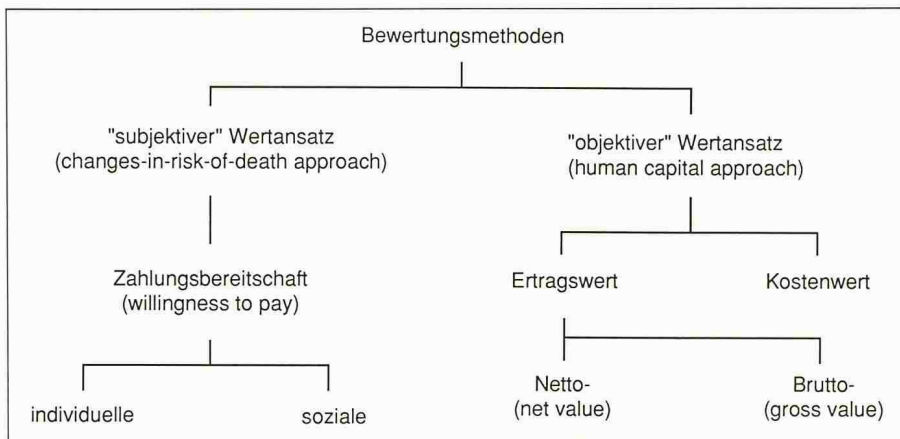 Bewertungsmethoden
"subjektiver" Wertansatz
(changes-in-risk-of-death approach)
"objektiver" Wertansatz
(human capital approach)
Zahlungsbereitschaft
(willingness to pay)
Ertragswert
Kostenwert
individuelle
soziale
Netto-
(net value)
Brutto-
(gross value)